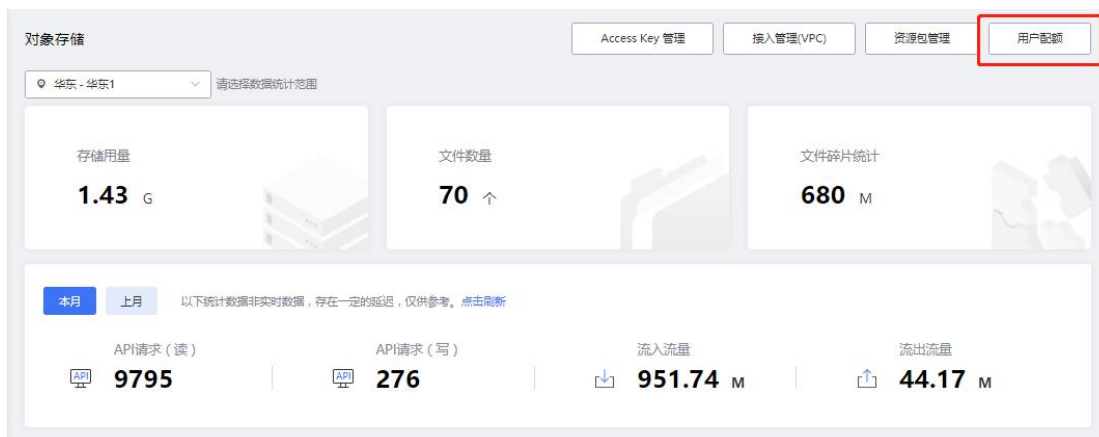 对象存储
Access Key 管理
接入管理(VPC)
资源包管理
用户配额
华东 - 华东1
请选择数据统计范围
存储用量
1.43 G
文件数量
70 个
文件碎片统计
680 M
本月
上月
以下统计数据非实时数据，存在一定的延迟，仅供参考。点击刷新
API请求（读）
API请求（写）
流入流量
流出流量
API 9795
API 276
951.74 M
44.17 M